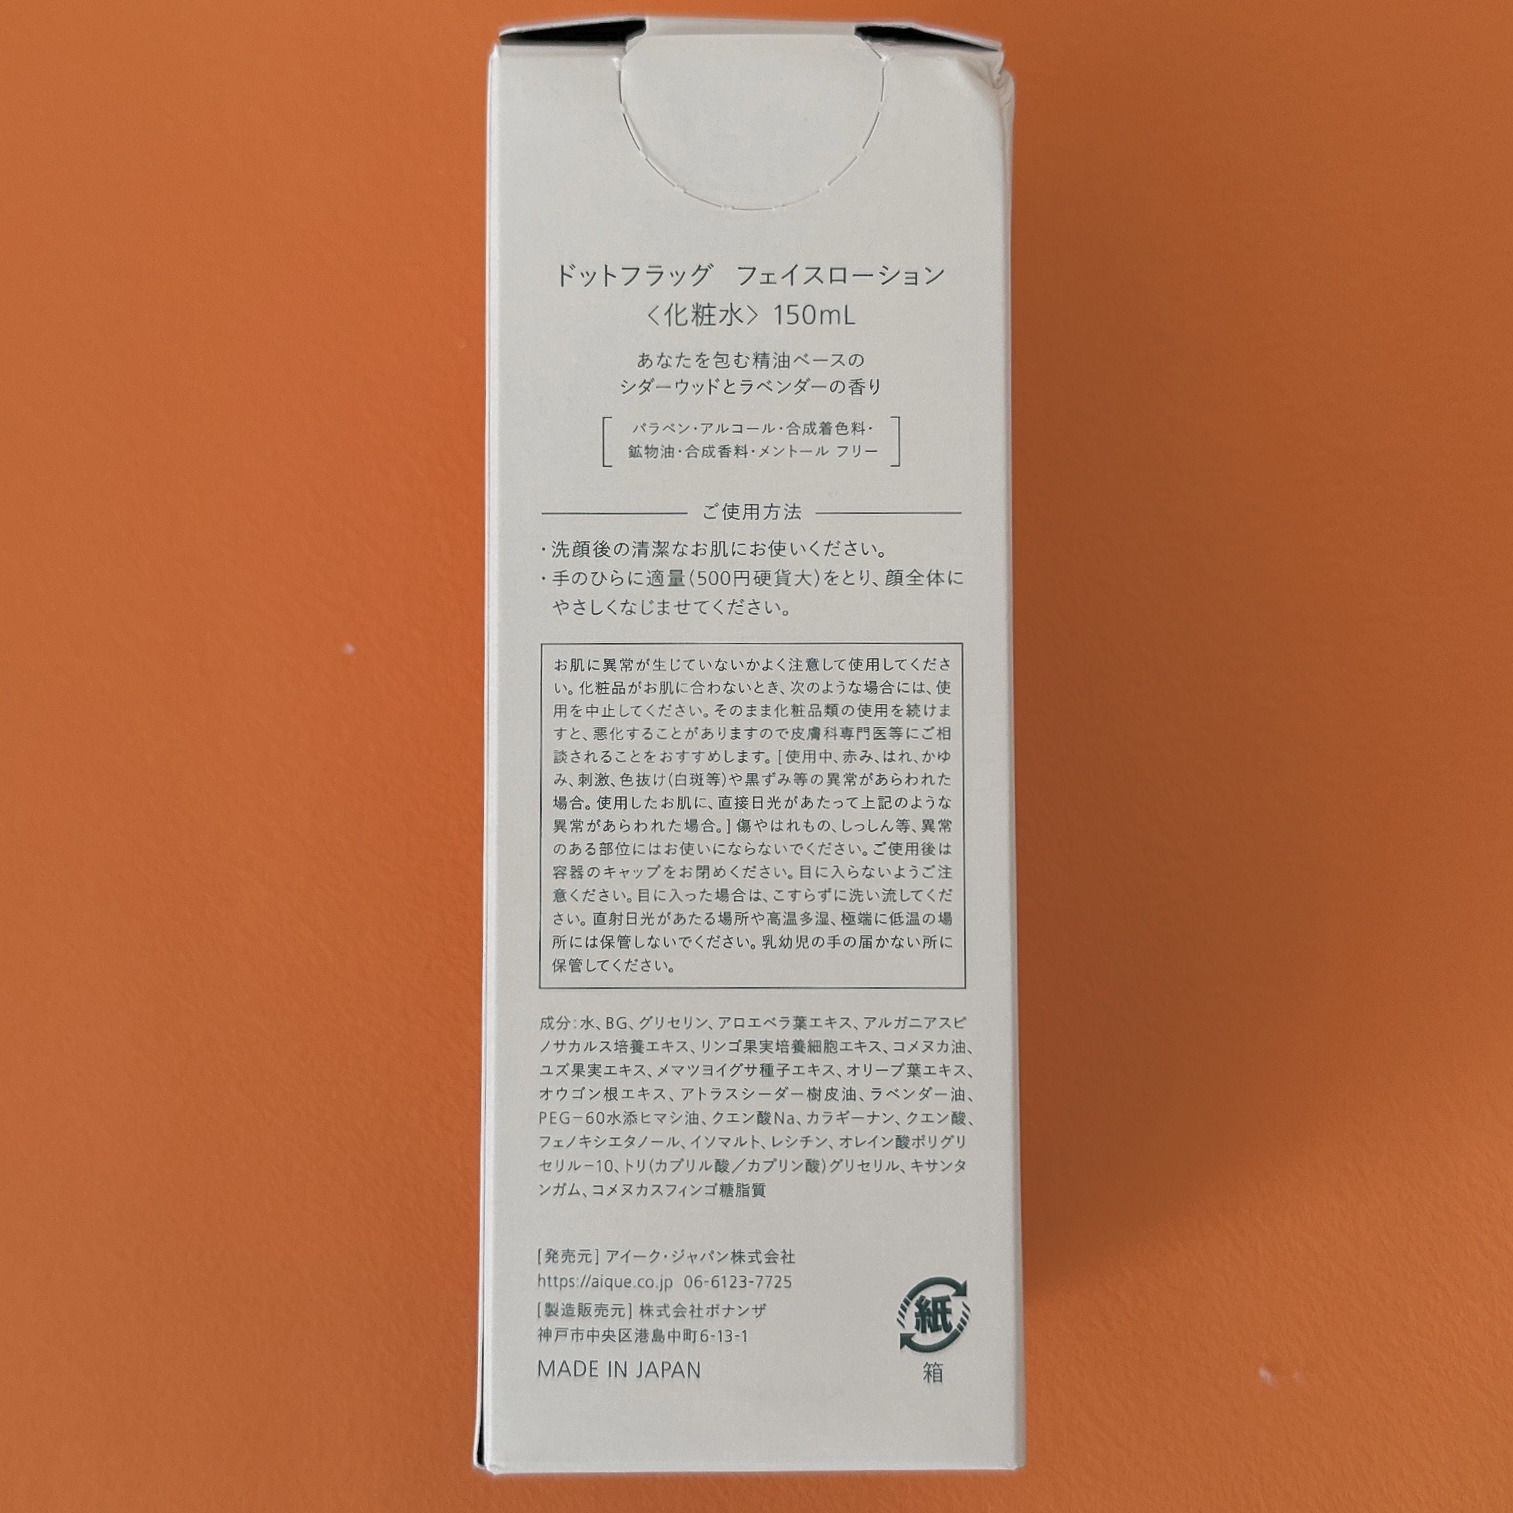 ドットフラッグ　フェイスローション
〈化粧水〉 150mL
あなたを包む精油ベースの
シダーウッドとラベンダーの香り
パラベン・アルコール・合成着色料・
鉱物油・合成香料・メントール フリー
ご使用方法
・洗顔後の清潔なお肌にお使いください。
・手のひらに適量(500円硬貨大)をとり、顔全体に
やさしくなじませてください。
お肌に異常が生じていないかよく注意して使用してくださ
い。化粧品がお肌に合わないとき、次のような場合には、使
用を中止してください。そのまま化粧品類の使用を続けま
すと、悪化することがありますので皮膚科専門医等にご相
談されることをおすすめします。[使用中、赤み、はれ、かゆ
み、刺激、色抜け(白斑等)や黒ずみ等の異常があらわれた
場合。使用したお肌に、直接日光があたって上記のような
異常があらわれた場合。]傷やはれもの、しっしん等、異常
のある部位にはお使いにならないでください。ご使用後は
容器のキャップをお閉めください。目に入らないようご注
意ください。目に入った場合は、こすらずに洗い流してくだ
さい。直射日光があたる場所や高温多湿、極端に低温の場
所には保管しないでください。乳幼児の手の届かない所に
保管してください。
成分:水、BG、グリセリン、アロエベラ葉エキス、アルガニアスピ
ノサカルス培養エキス、リンゴ果実培養細胞エキス、コメヌカ油、
ユズ果実エキス、メマツヨイグサ種子エキス、オリーブ葉エキス、
オウゴン根エキス、アトラスシーダー樹皮油、ラベンダー油、
PEG−60水添ヒマシ油、クエン酸Na、カラギーナン、クエン酸、
フェノキシエタノール、イソマルト、レシチン、オレイン酸ポリグリ
セリル−10、トリ(カプリル酸／カプリン酸)グリセリル、キサンタ
ンガム、コメヌカスフィンゴ糖脂質
[発売元] アイーク・ジャパン株式会社
https://aique.co.jp 06-6123-7725
[製造販売元] 株式会社ボナンザ
神戸市中央区港島中町6-13-1
MADE IN JAPAN
紙
箱